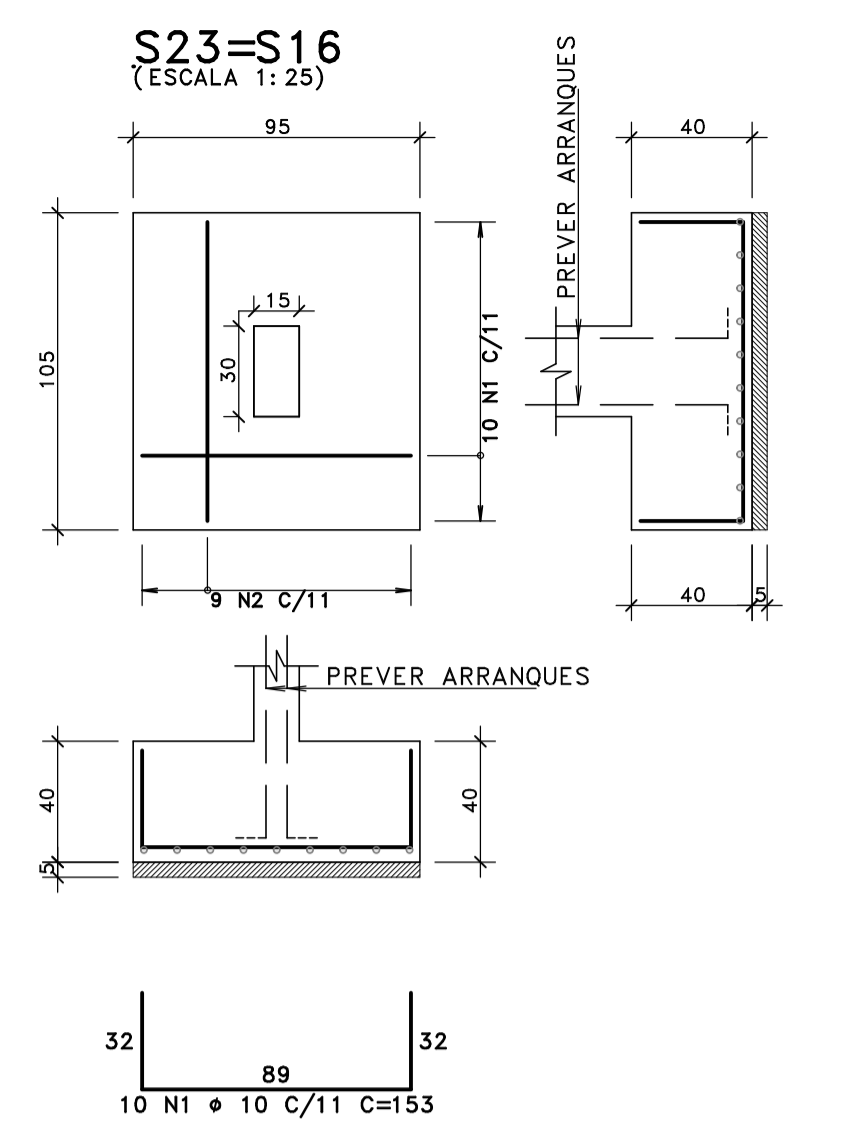 S23=S16
(ESCALA 1:25)
95
40
PREVER ARRANQUES
105
15
30
10 N1 C/11
9 N2 C/11
40
5
PREVER ARRANQUES
40
40
5
32
32
89
10 N1 ø 10 C/11 C=153